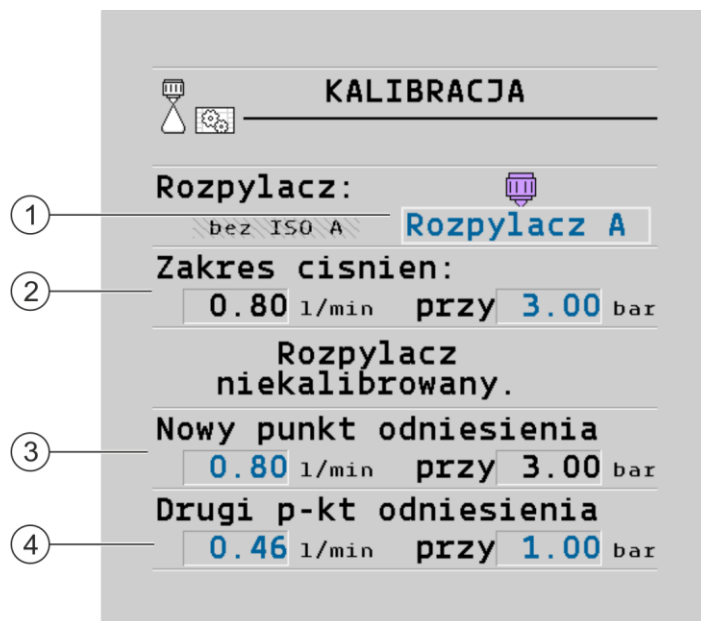 KALIBRACJA
Rozpylacz:
1
bez ISO A Rozpylacz A
Zakres cisnien:
2
0.80 l/min przy 3.00 bar
Rozpylacz
niekalibrowany.
Nowy punkt odniesienia
3
0.80 l/min przy 3.00 bar
Drugi p-kt odniesienia
4
0.46 l/min przy 1.00 bar